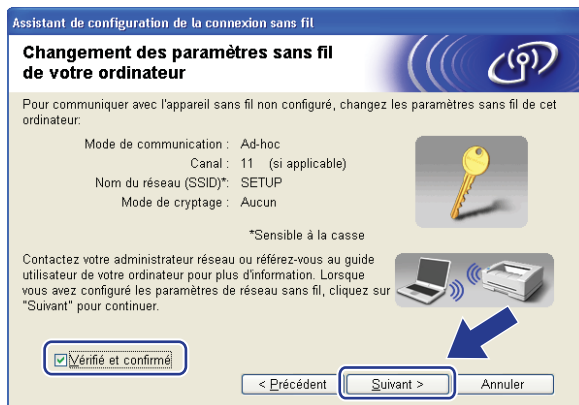 Assistant de configuration de la connexion sans fil
Changement des paramètres sans fil
de votre ordinateur
Pour communiquer avec l'appareil sans fil non configuré, changez les paramètres sans fil de cet
ordinateur:
Mode de communication : Ad-hoc
Canal : 11 (si applicable)
Nom du réseau (SSID)*: SETUP
Mode de cryptage : Aucun
*Sensible à la casse
Contactez votre administrateur réseau ou référez-vous au guide
utilisateur de votre ordinateur pour plus d'information. Lorsque
vous avez configuré les paramètres de réseau sans fil, cliquez sur
"Suivant" pour continuer.
Vérifié et confirmé
< Précédent Suivant > Annuler